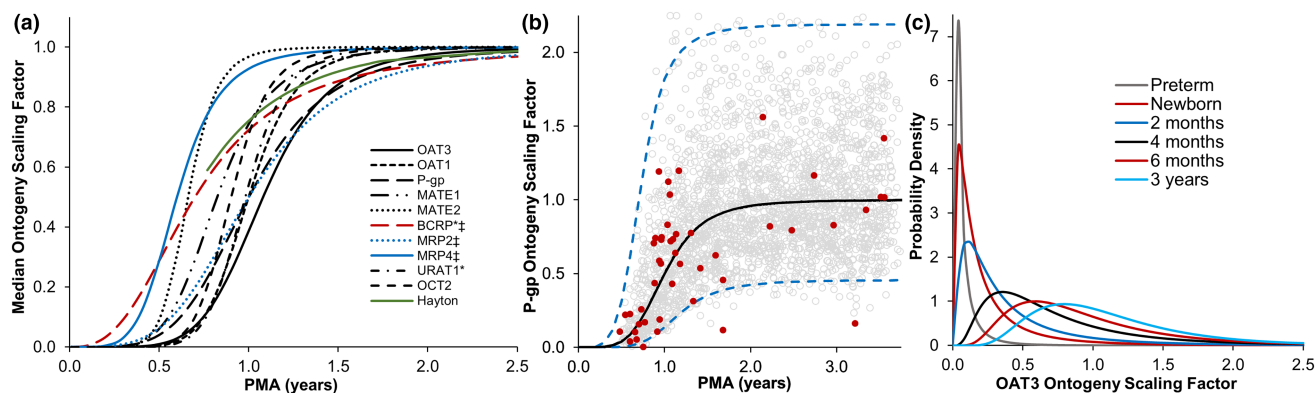 (a)
Median Ontogeny Scaling Factor
1.0
0.8
0.6
0.4
0.2
0.0
0.0 0.5 1.0 1.5 2.0 2.5
PMA (years)
OAT3
OAT1
P-gp
MATE1
MATE2
BCRP*‡
MRP2‡
MRP4‡
URAT1*
OCT2
Hayton
(b)
P-gp Ontogeny Scaling Factor
2.0
1.5
1.0
0.5
0.0
0.0 1.0 2.0 3.0
PMA (years)
(c)
Probability Density
7
6
5
4
3
2
1
0
0.0 0.5 1.0 1.5 2.0 2.5
OAT3 Ontogeny Scaling Factor
Preterm
Newborn
2 months
4 months
6 months
3 years